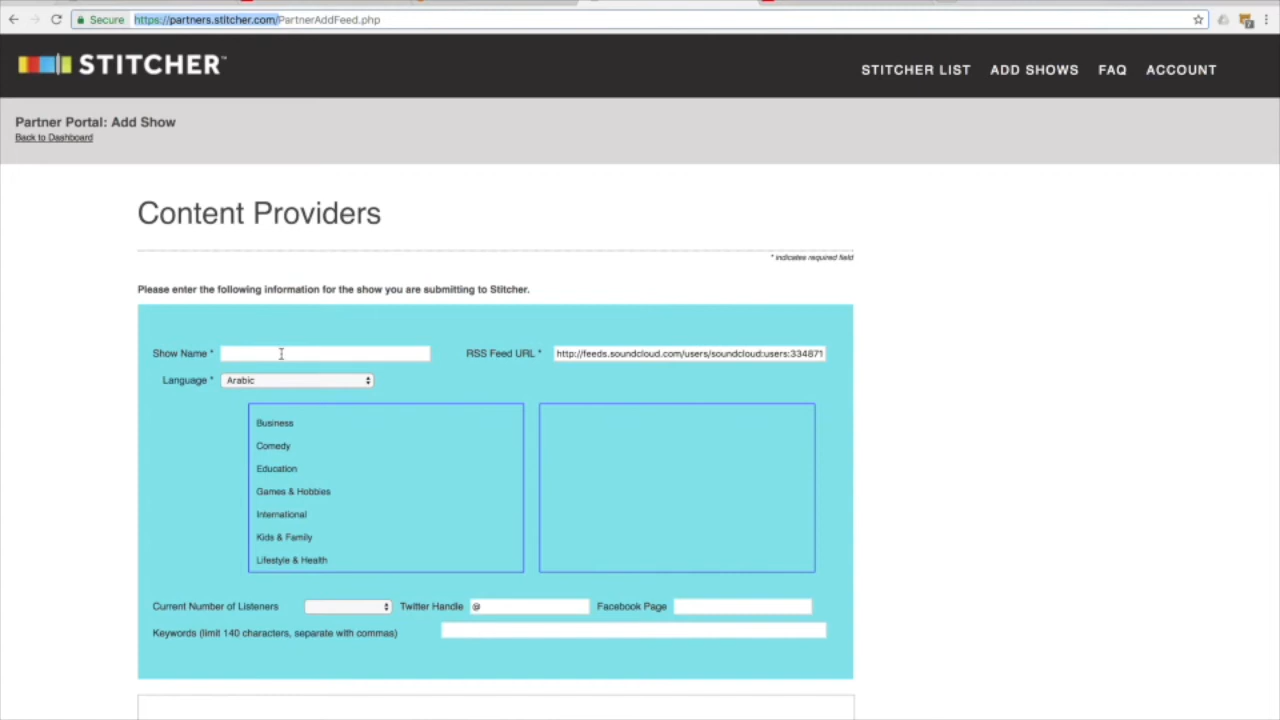 Secure https://partners.stitcher.com/PartnerAddFeed.php
STITCHER™
STITCHER LIST ADD SHOWS FAQ ACCOUNT
Partner Portal: Add Show
Back to Dashboard
Content Providers
* indicates required field
Please enter the following information for the show you are submitting to Stitcher.
Show Name * RSS Feed URL * http://feeds.soundcloud.com/users/soundcloud:users:334871
Language * Arabic
Business
Comedy
Education
Games & Hobbies
International
Kids & Family
Lifestyle & Health
Current Number of Listeners Twitter Handle @ Facebook Page
Keywords (limit 140 characters, separate with commas)